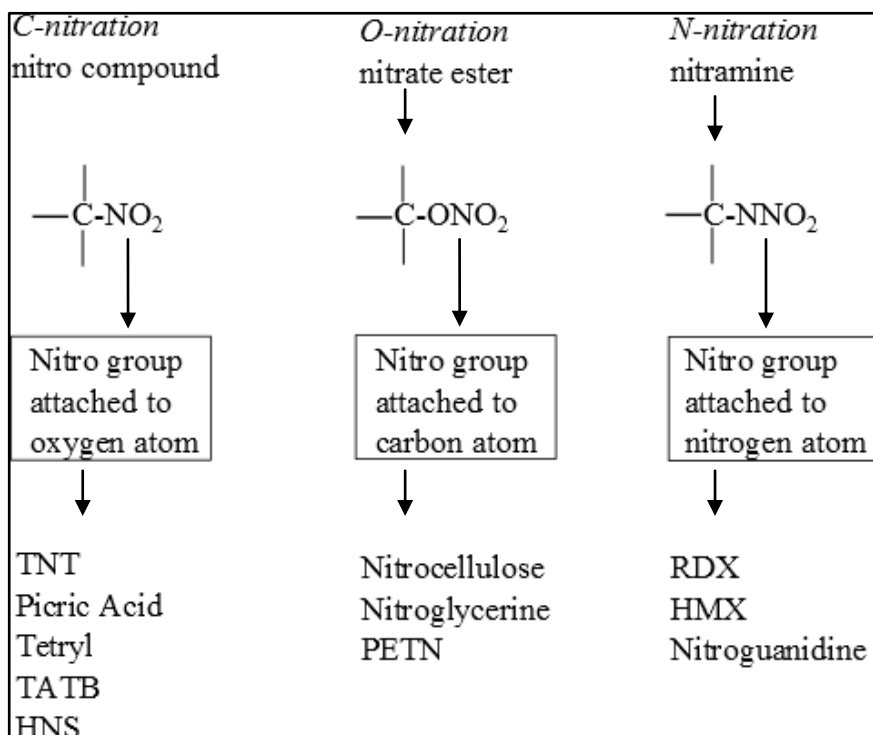 C-nitration
nitro compound
C-NO2
Nitro group
attached to
oxygen atom
TNT
Picric Acid
Tetryl
TATB
HNS
O-nitration
nitrate ester
C-ONO2
Nitro group
attached to
carbon atom
Nitrocellulose
Nitroglycerine
PETN
N-nitration
nitramine
C-NNO2
Nitro group
attached to
nitrogen atom
RDX
HMX
Nitroguanidine